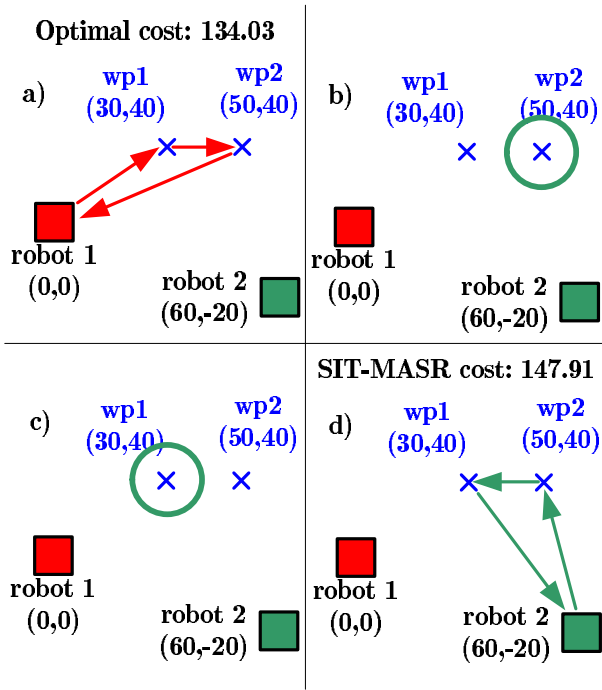 Optimal cost: 134.03
a)
wp1
(30,40)
wp2
(50,40)
robot 1
(0,0)
robot 2
(60,-20)
b)
wp1
(30,40)
wp2
(50,40)
robot 1
(0,0)
robot 2
(60,-20)
c)
wp1
(30,40)
wp2
(50,40)
robot 1
(0,0)
robot 2
(60,-20)
SIT-MASR cost: 147.91
d)
wp1
(30,40)
wp2
(50,40)
robot 1
(0,0)
robot 2
(60,-20)